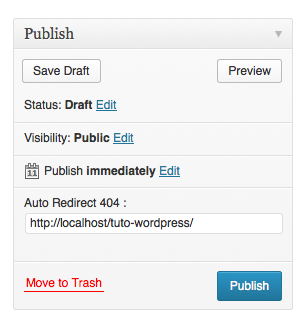 Publish
Save Draft Preview
Status: Draft Edit
Visibility: Public Edit
11 Publish immediately Edit
Auto Redirect 404 :
http://localhost/tuto-wordpress/
Move to Trash Publish